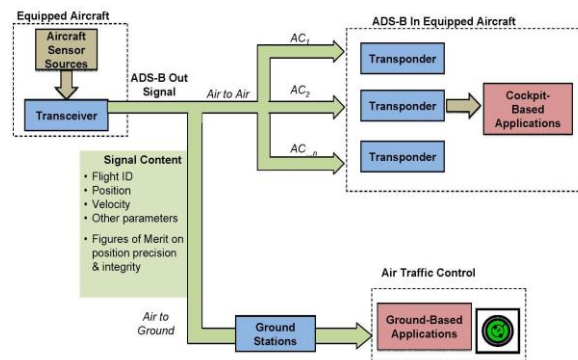 Equipped Aircraft
Aircraft
Sensor
Sources
Transceiver
ADS-B Out
Signal
Air to Air
AC1
AC2
AC...n
ADS-B In Equipped Aircraft
Transponder
Transponder
Transponder
Cockpit-
Based
Applications
Signal Content
• Flight ID
• Position
• Velocity
• Other parameters
• Figures of Merit on
position precision
& integrity
Air to
Ground
Ground
Stations
Air Traffic Control
Ground-Based
Applications